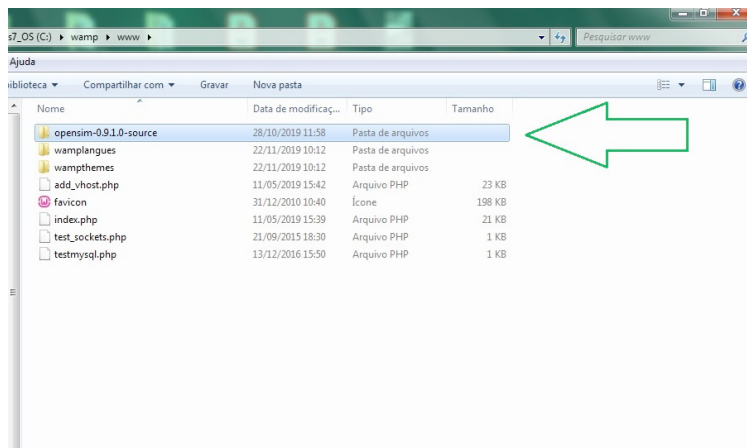 s7_OS (C:) ▸ wamp ▸ www ▸ Pesquisar www
Ajuda
iblioteca ▾ Compartilhar com ▾ Gravar Nova pasta
Nome Data de modificaç... Tipo Tamanho
opensim-0.9.1.0-source 28/10/2019 11:58 Pasta de arquivos
wamplangues 22/11/2019 10:12 Pasta de arquivos
wampthemes 22/11/2019 10:12 Pasta de arquivos
add_vhost.php 11/05/2019 15:42 Arquivo PHP 23 KB
favicon 31/12/2010 10:40 Ícone 198 KB
index.php 11/05/2019 15:39 Arquivo PHP 21 KB
test_sockets.php 21/09/2015 18:30 Arquivo PHP 1 KB
testmysql.php 13/12/2016 15:50 Arquivo PHP 1 KB